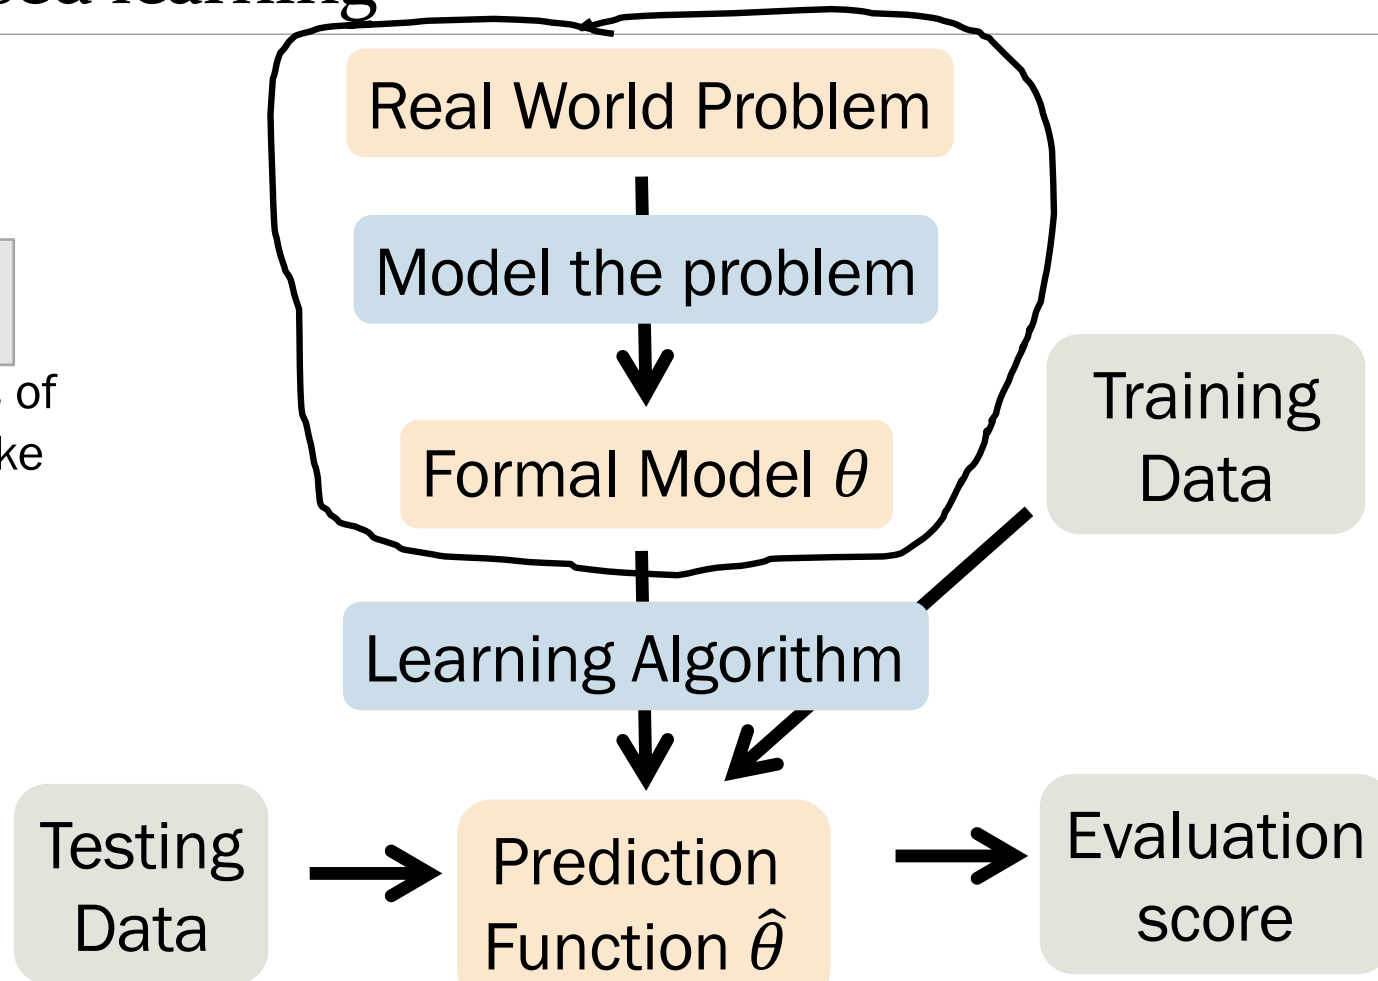 learning
Real World Problem
Model the problem
of
Formal Model θ
Training
Data
Learning Algorithm
Testing
Data
Prediction
Function θ̂
Evaluation
score